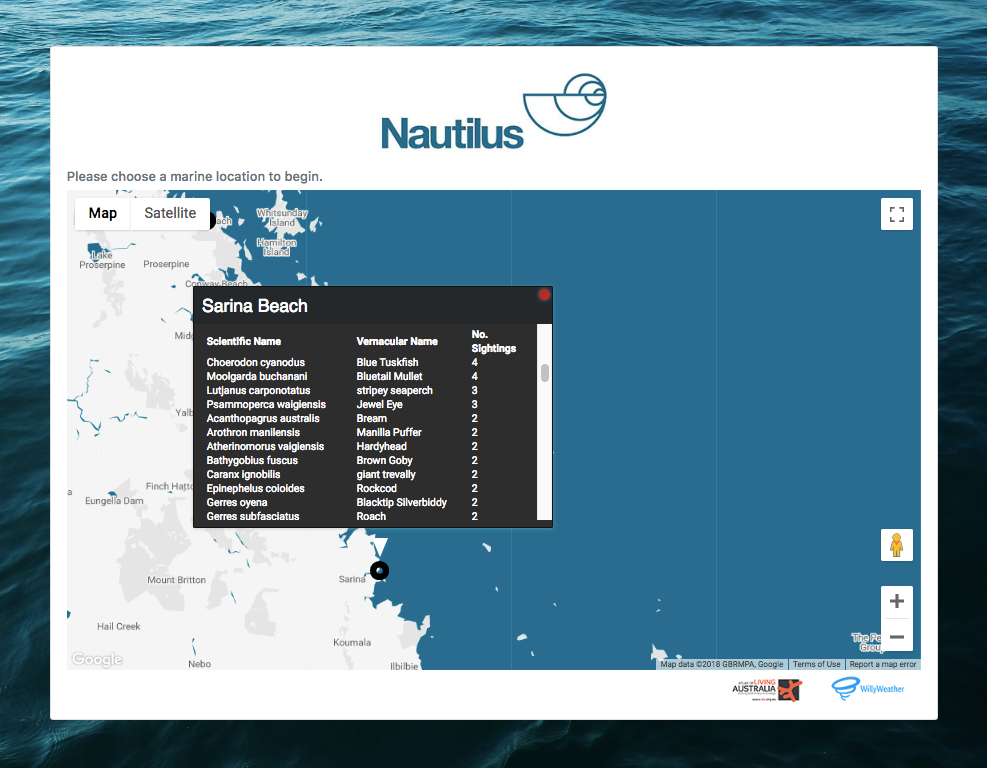 Nautilus
Please choose a marine location to begin.
Map
Satellite
ach
Whitsunday
Island
Hamilton
Island
Lake
Proserpine
Proserpine
Conway Beach
Sarina Beach
Scientific Name Vernacular Name No. Sightings
Choerodon cyanodus Blue Tuskfish 4
Moolgarda buchanani Bluetail Mullet 4
Lutjanus carponotatus stripey seaperch 3
Psammoperca waigiensis Jewel Eye 3
Acanthopagrus australis Bream 2
Arothron manilensis Manilla Puffer 2
Atherinomorus vaigiensis Hardyhead 2
Bathygobius fuscus Brown Goby 2
Caranx ignobilis giant trevally 2
Epinephelus coioides Rockcod 2
Gerres oyena Blacktip Silverbiddy 2
Gerres subfasciatus Roach 2
Mid
Yalb
Finch Hatto
Eungella Dam
Mount Britton
Sarina
Hail Creek
Koumala
Nebo
Ilbilbie
The Pe
Group
Google
Map data ©2018 GBRMPA, Google
Terms of Use
Report a map error
ATLAS OF LIVING
AUSTRALIA
WillyWeather